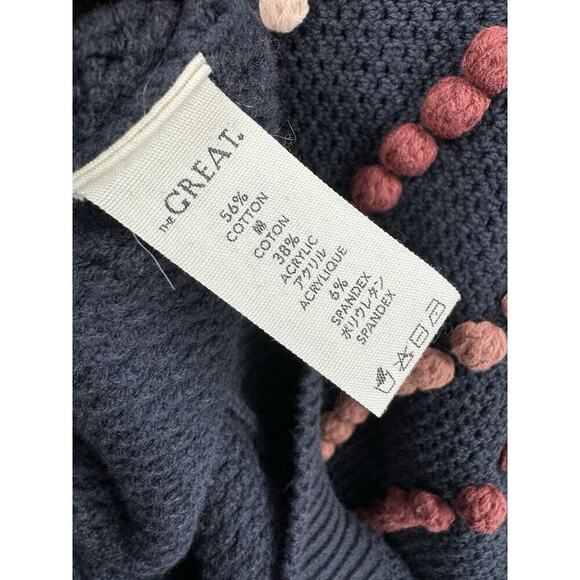 THE GREAT.
56%
COTTON
綿
COTON
38%
ACRYLIC
アクリル
ACRYLIQUE
6%
SPANDEX
ポリウレタン
SPANDEX